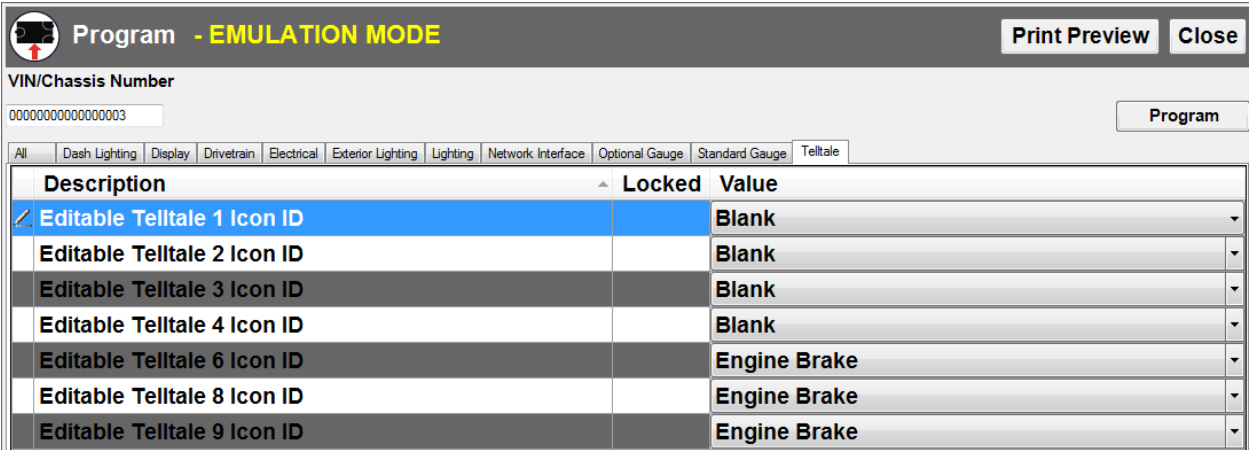 Program - EMULATION MODE Print Preview Close
VIN/Chassis Number
00000000000000003 Program
All Dash Lighting Display Drivetrain Electrical Exterior Lighting Lighting Network Interface Optional Gauge Standard Gauge Telltale
Description Locked Value
Editable Telltale 1 Icon ID Blank
Editable Telltale 2 Icon ID Blank
Editable Telltale 3 Icon ID Blank
Editable Telltale 4 Icon ID Blank
Editable Telltale 6 Icon ID Engine Brake
Editable Telltale 8 Icon ID Engine Brake
Editable Telltale 9 Icon ID Engine Brake